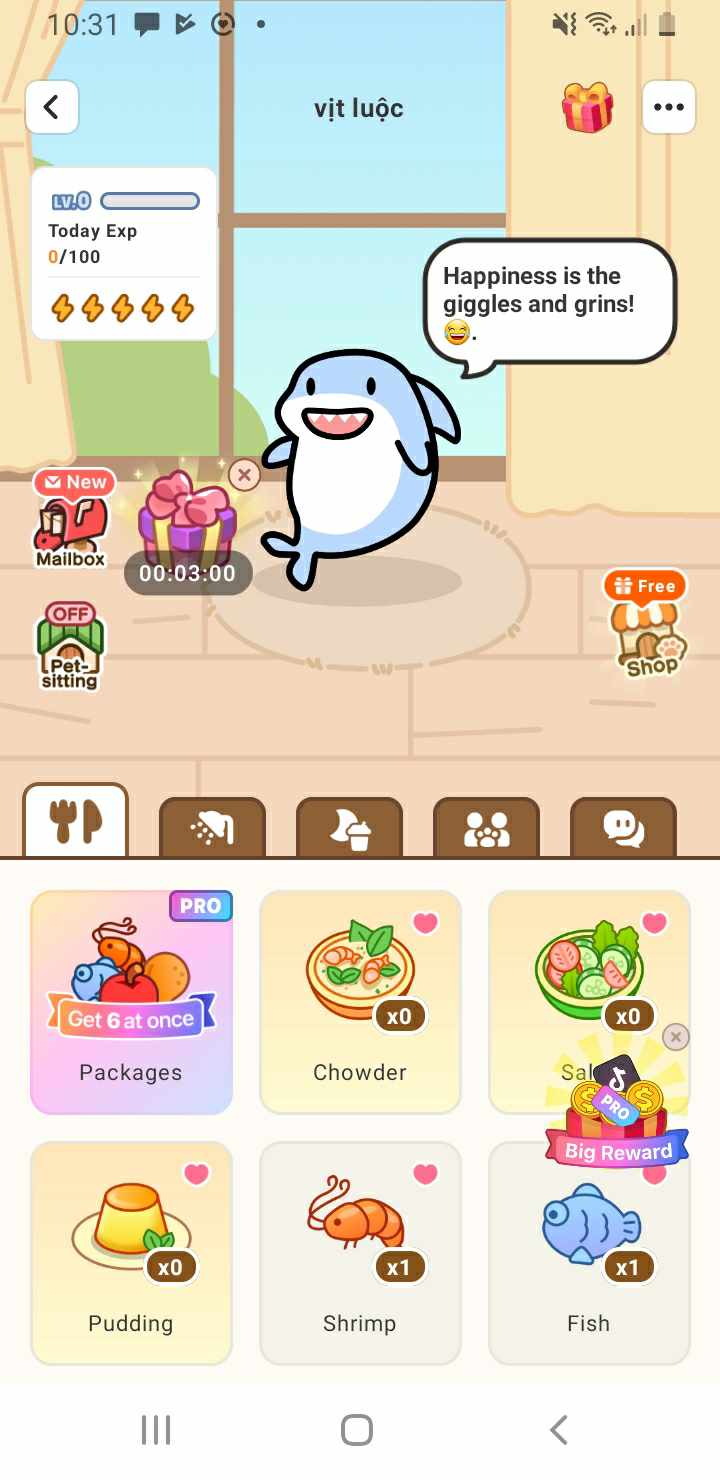 10:31
vịt luộc
LV.0
Today Exp
0/100
Happiness is the
giggles and grins!
😂.
New
Mailbox
00:03:00
OFF
Pet-
sitting
Free
Shop
PRO
Get 6 at once
Packages
x0
Chowder
x0
PRO
Big Reward
x0
Pudding
x1
Shrimp
x1
Fish